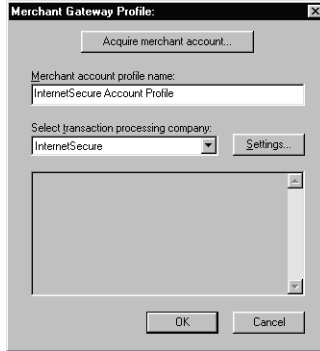 Merchant Gateway Profile:
Acquire merchant account...
Merchant account profile name:
InternetSecure Account Profile
Select transaction processing company:
InternetSecure
Settings...
OK
Cancel